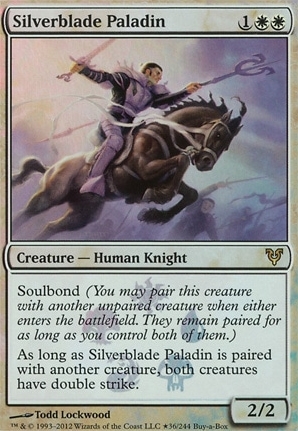 Silverblade Paladin 1
Creature — Human Knight
Soulbond (You may pair this creature
with another unpaired creature when either
enters the battlefield. They remain paired for
as long as you control both of them.)
As long as Silverblade Paladin is paired
with another creature, both creatures
have double strike.
Todd Lockwood
2/2
™ & © 1993–2012 Wizards of the Coast LLC ★36/244 Buy-a-Box